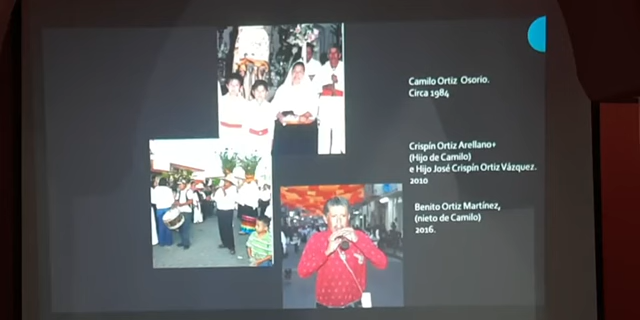 Camilo Ortiz Osorio.
Circa 1984
Crispín Ortiz Arellano+
(Hijo de Camilo)
e Hijo José Crispín Ortiz Vázquez.
2010
Benito Ortiz Martínez,
(nieto de Camilo)
2016.